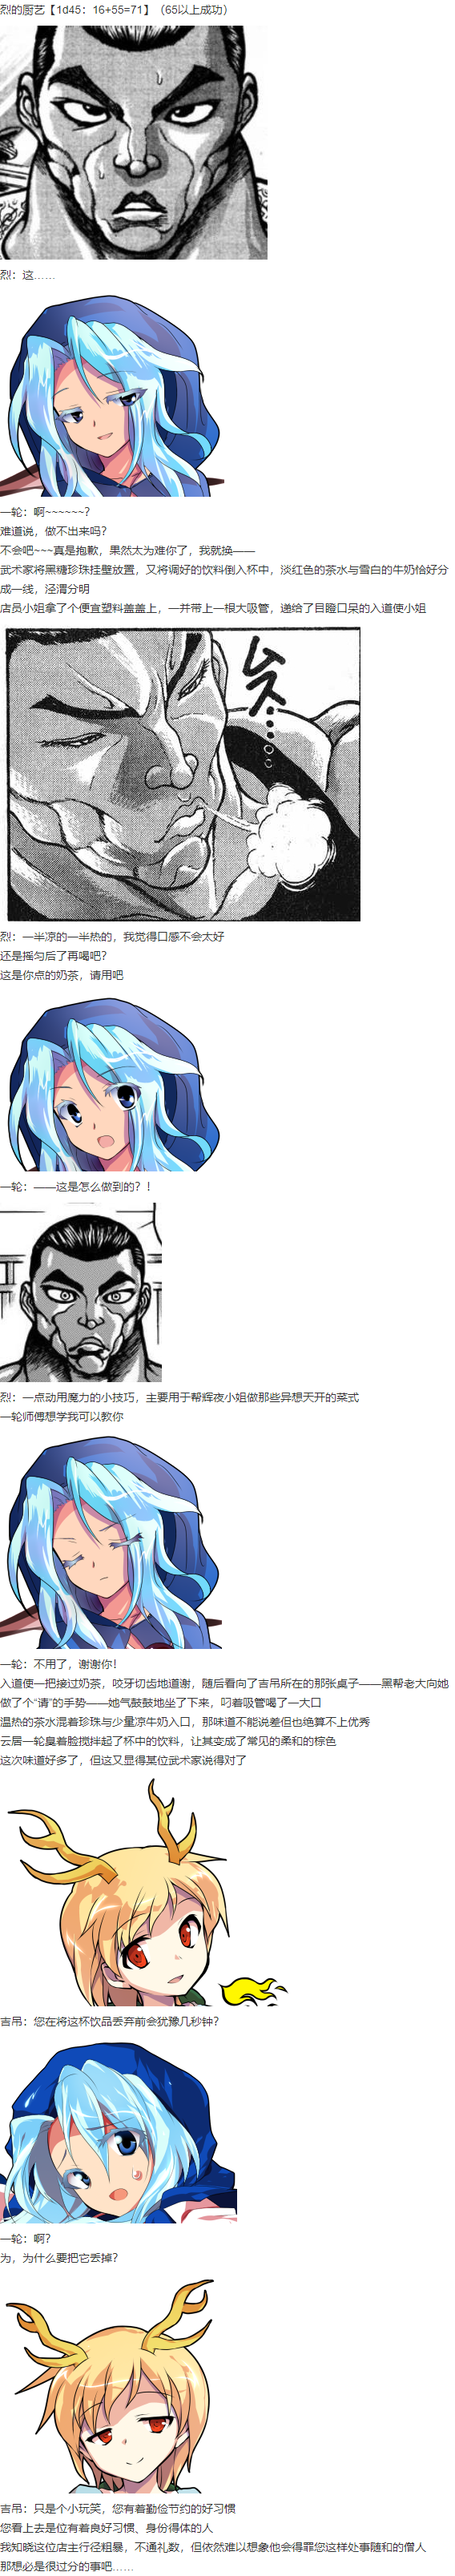 烈的厨艺【1d45：16+55=71】（65以上成功）
烈：这……
一轮：啊~~~~~~？
难道说，做不出来吗？
不会吧~~~真是抱歉，果然太为难你了，我就换——
武术家将黑糖珍珠挂壁放置，又将调好的饮料倒入杯中，淡红色的茶水与雪白的牛奶恰好分
成一线，泾渭分明
店员小姐拿了个便宜塑料盖盖上，一并带上一根大吸管，递给了目瞪口呆的入道使小姐
ムス…
烈：一半凉的一半热的，我觉得口感不会太好
还是摇匀后了再喝吧？
这是你点的奶茶，请用吧
一轮：——这是怎么做到的？！
烈：一点动用魔力的小技巧，主要用于帮辉夜小姐做那些异想天开的菜式
一轮师傅想学我可以教你
一轮：不用了，谢谢你！
入道使一把接过奶茶，咬牙切齿地道谢，随后看向了吉吊所在的那张桌子——黑帮老大向她
做了个“请”的手势——她气鼓鼓地坐了下来，叼着吸管喝了一大口
温热的茶水混着珍珠与少量凉牛奶入口，那味道不能说差但也绝算不上优秀
云居一轮臭着脸搅拌起了杯中的饮料，让其变成了常见的柔和的棕色
这次味道好多了，但这又显得某位武术家说得对了
吉吊：您在将这杯饮品丢弃前会犹豫几秒钟？
一轮：啊？
为，为什么要把它丢掉？
吉吊：只是个小玩笑，您有着勤俭节约的好习惯
您看上去是位有着良好习惯、身份得体的人
我知晓这位店主行径粗暴，不通礼数，但依然难以想象他会得罪您这样处事随和的僧人
那想必是很过分的事吧……